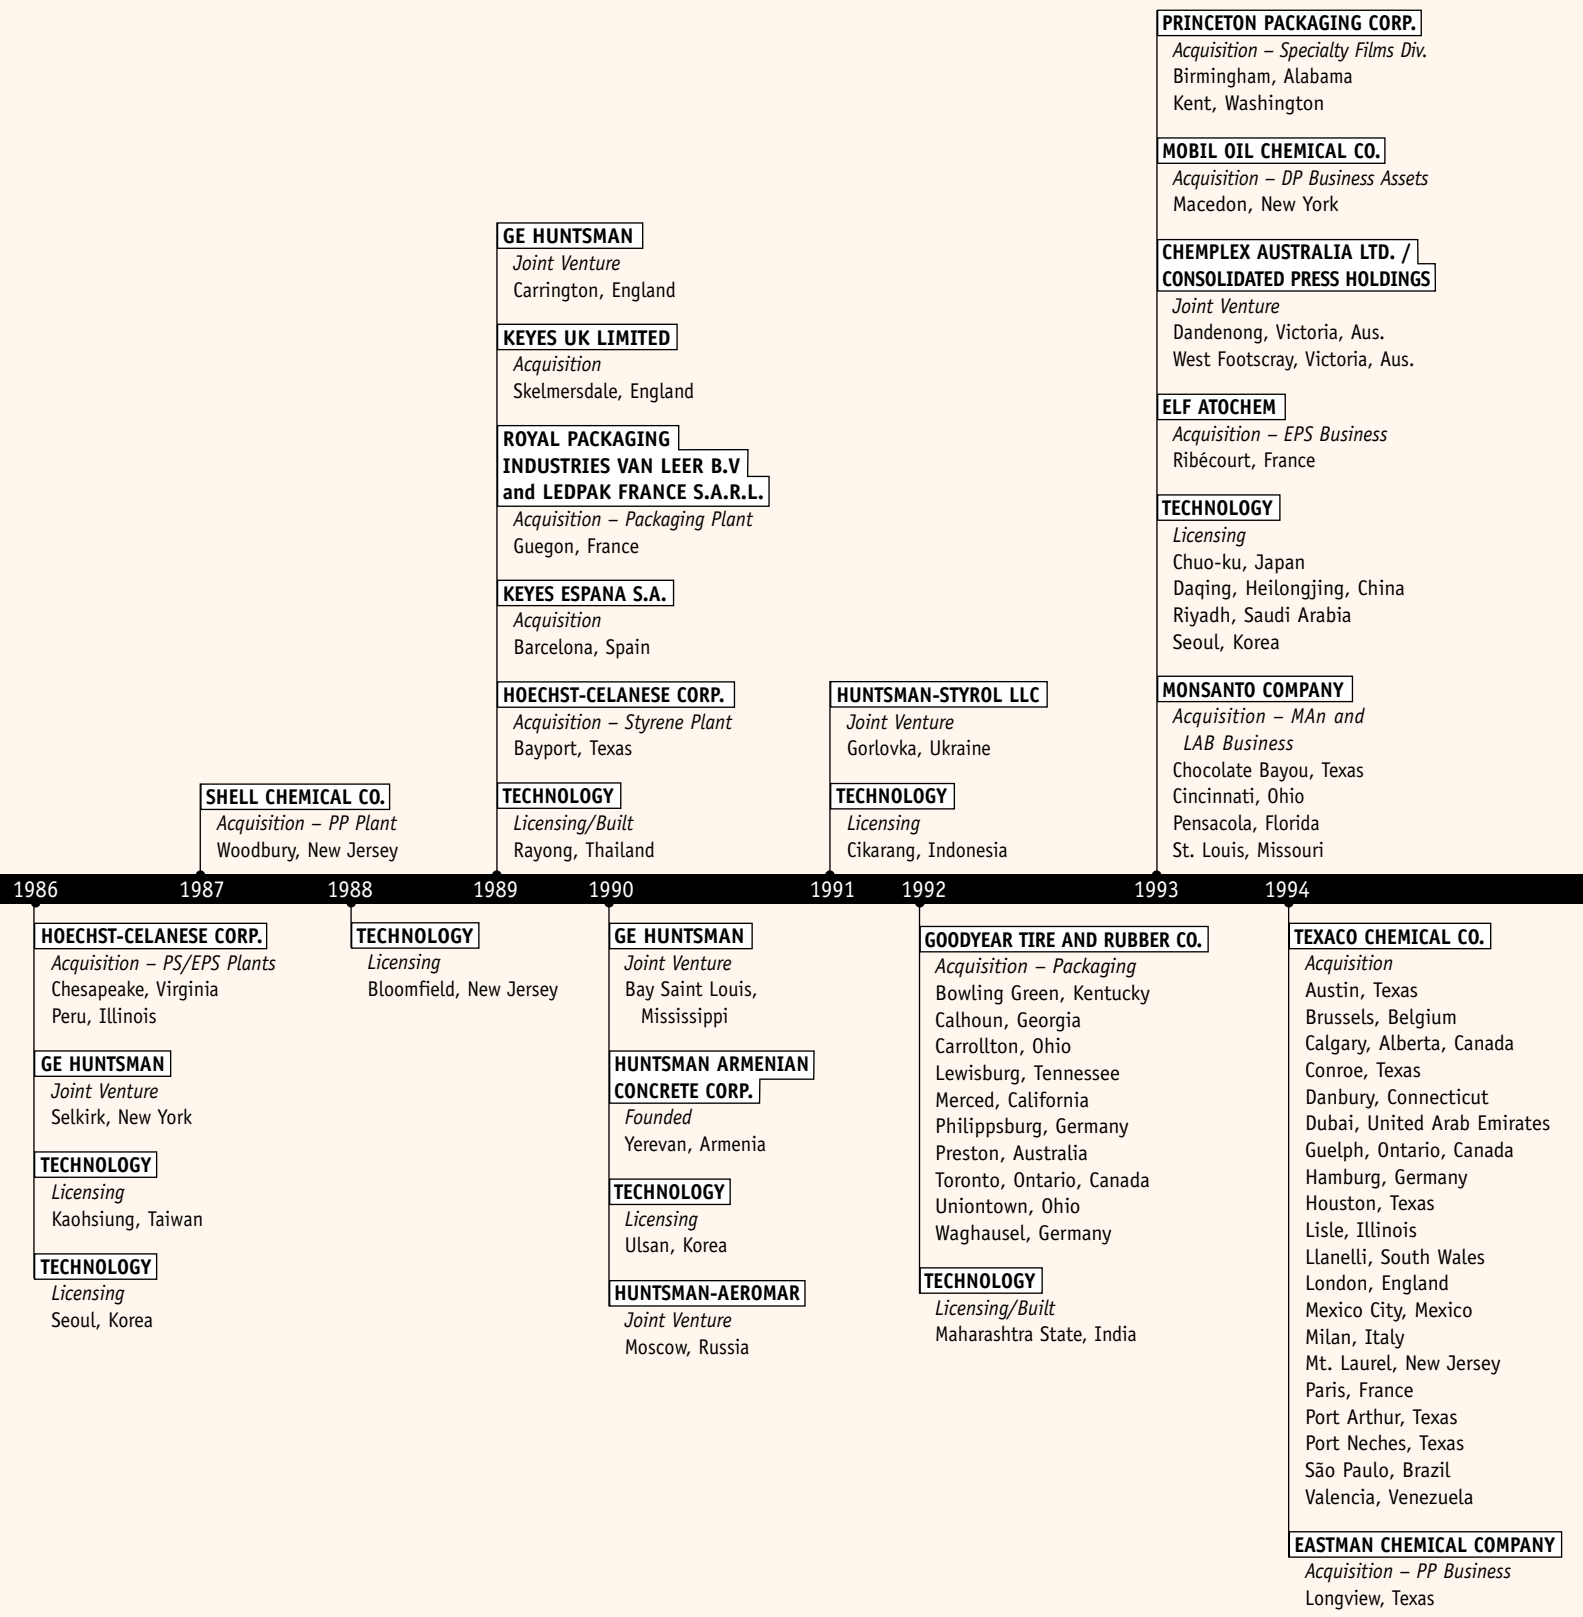 PRINCETON PACKAGING CORP.
Acquisition – Specialty Films Div.
Birmingham, Alabama
Kent, Washington
MOBIL OIL CHEMICAL CO.
Acquisition – DP Business Assets
Macedon, New York
CHEMPLEX AUSTRALIA LTD. /
CONSOLIDATED PRESS HOLDINGS
Joint Venture
Dandenong, Victoria, Aus.
West Footscray, Victoria, Aus.
ELF ATOCHEM
Acquisition – EPS Business
Ribécourt, France
TECHNOLOGY
Licensing
Chuo-ku, Japan
Daqing, Heilongjing, China
Riyadh, Saudi Arabia
Seoul, Korea
MONSANTO COMPANY
Acquisition – MAn and
LAB Business
Chocolate Bayou, Texas
Cincinnati, Ohio
Pensacola, Florida
St. Louis, Missouri
GE HUNTSMAN
Joint Venture
Carrington, England
KEYES UK LIMITED
Acquisition
Skelmersdale, England
ROYAL PACKAGING
INDUSTRIES VAN LEER B.V
and LEDPAK FRANCE S.A.R.L.
Acquisition – Packaging Plant
Guegon, France
KEYES ESPANA S.A.
Acquisition
Barcelona, Spain
HOECHST-CELANESE CORP.
Acquisition – Styrene Plant
Bayport, Texas
TECHNOLOGY
Licensing/Built
Rayong, Thailand
HUNTSMAN-STYROL LLC
Joint Venture
Gorlovka, Ukraine
TECHNOLOGY
Licensing
Cikarang, Indonesia
SHELL CHEMICAL CO.
Acquisition – PP Plant
Woodbury, New Jersey
1986 1987 1988 1989 1990 1991 1992 1993 1994
HOECHST-CELANESE CORP.
Acquisition – PS/EPS Plants
Chesapeake, Virginia
Peru, Illinois
GE HUNTSMAN
Joint Venture
Selkirk, New York
TECHNOLOGY
Licensing
Kaohsiung, Taiwan
TECHNOLOGY
Licensing
Seoul, Korea
TECHNOLOGY
Licensing
Bloomfield, New Jersey
GE HUNTSMAN
Joint Venture
Bay Saint Louis,
Mississippi
HUNTSMAN ARMENIAN
CONCRETE CORP.
Founded
Yerevan, Armenia
TECHNOLOGY
Licensing
Ulsan, Korea
HUNTSMAN-AEROMAR
Joint Venture
Moscow, Russia
GOODYEAR TIRE AND RUBBER CO.
Acquisition – Packaging
Bowling Green, Kentucky
Calhoun, Georgia
Carrollton, Ohio
Lewisburg, Tennessee
Merced, California
Philippsburg, Germany
Preston, Australia
Toronto, Ontario, Canada
Uniontown, Ohio
Waghausel, Germany
TECHNOLOGY
Licensing/Built
Maharashtra State, India
TEXACO CHEMICAL CO.
Acquisition
Austin, Texas
Brussels, Belgium
Calgary, Alberta, Canada
Conroe, Texas
Danbury, Connecticut
Dubai, United Arab Emirates
Guelph, Ontario, Canada
Hamburg, Germany
Houston, Texas
Lisle, Illinois
Llanelli, South Wales
London, England
Mexico City, Mexico
Milan, Italy
Mt. Laurel, New Jersey
Paris, France
Port Arthur, Texas
Port Neches, Texas
São Paulo, Brazil
Valencia, Venezuela
EASTMAN CHEMICAL COMPANY
Acquisition – PP Business
Longview, Texas